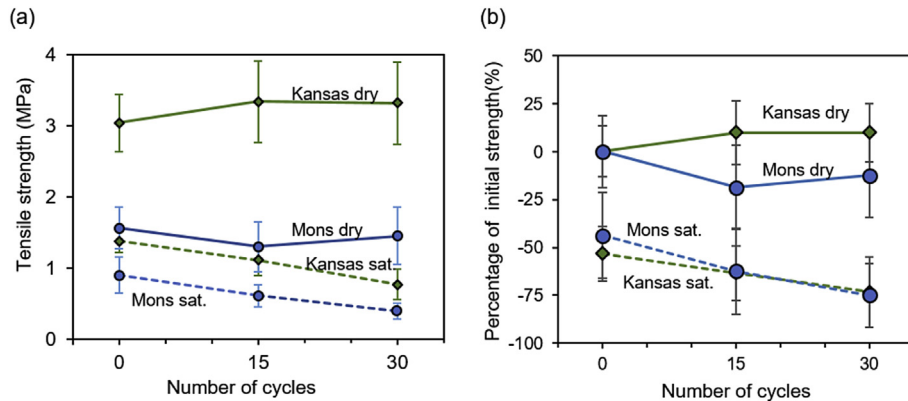 (a)
Tensile strength (MPa)
4
3
2
1
0
Kansas dry
Mons dry
Kansas sat.
Mons sat.
0 15 30
Number of cycles
(b)
Percentage of initial strength(%)
50
25
0
-25
-50
-75
-100
Kansas dry
Mons dry
Mons sat.
Kansas sat.
0 15 30
Number of cycles